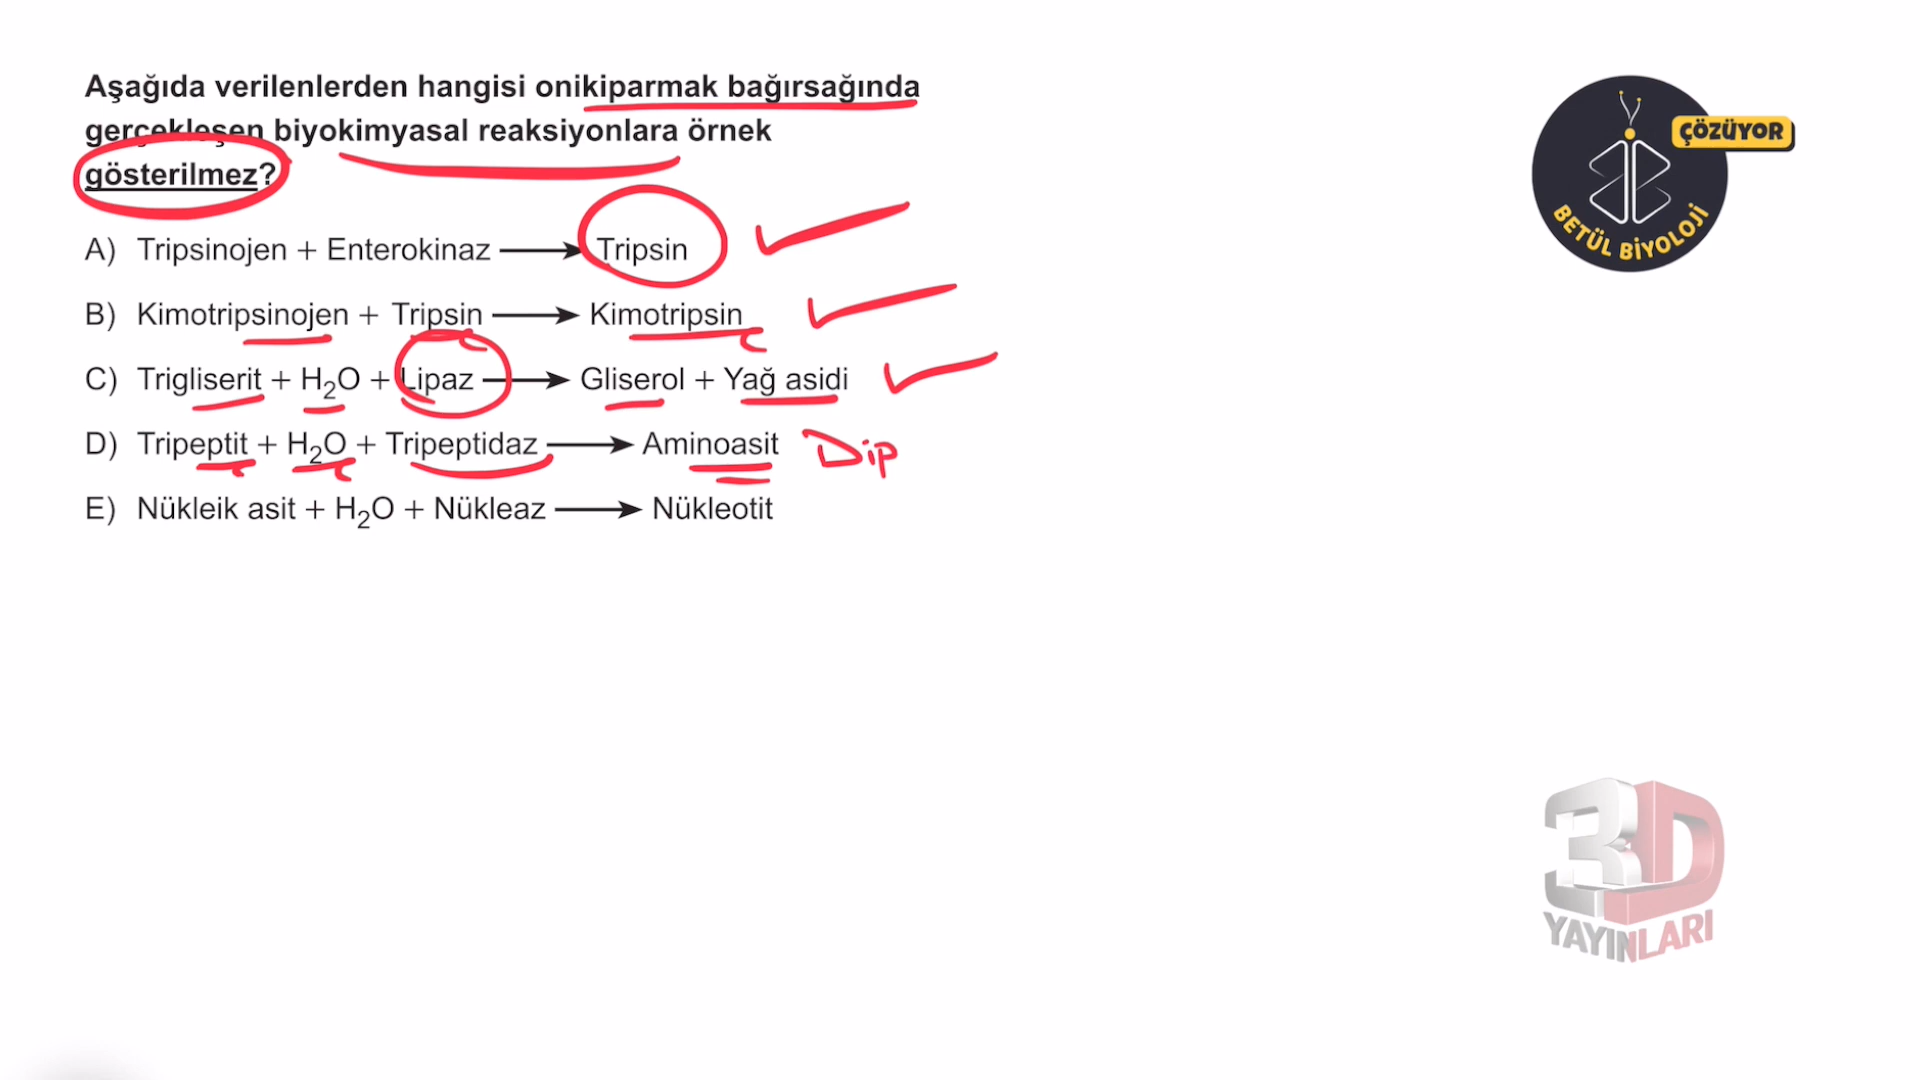 Aşağıda verilenlerden hangisi onikiparmak bağırsağında
gerçekleşen biyokimyasal reaksiyonlara örnek
gösterilmez?
A) Tripsinojen + Enterokinaz → Tripsin
B) Kimotripsinojen + Tripsin → Kimotripsin
C) Trigliserit + H₂O + Lipaz → Gliserol + Yağ asidi
D) Tripeptit + H₂O + Tripeptidaz → Aminoasit Dip
E) Nükleik asit + H₂O + Nükleaz → Nükleotit
ÇÖZÜYOR
BETÜL BİYOLOJİ
3D
YAYINLARI